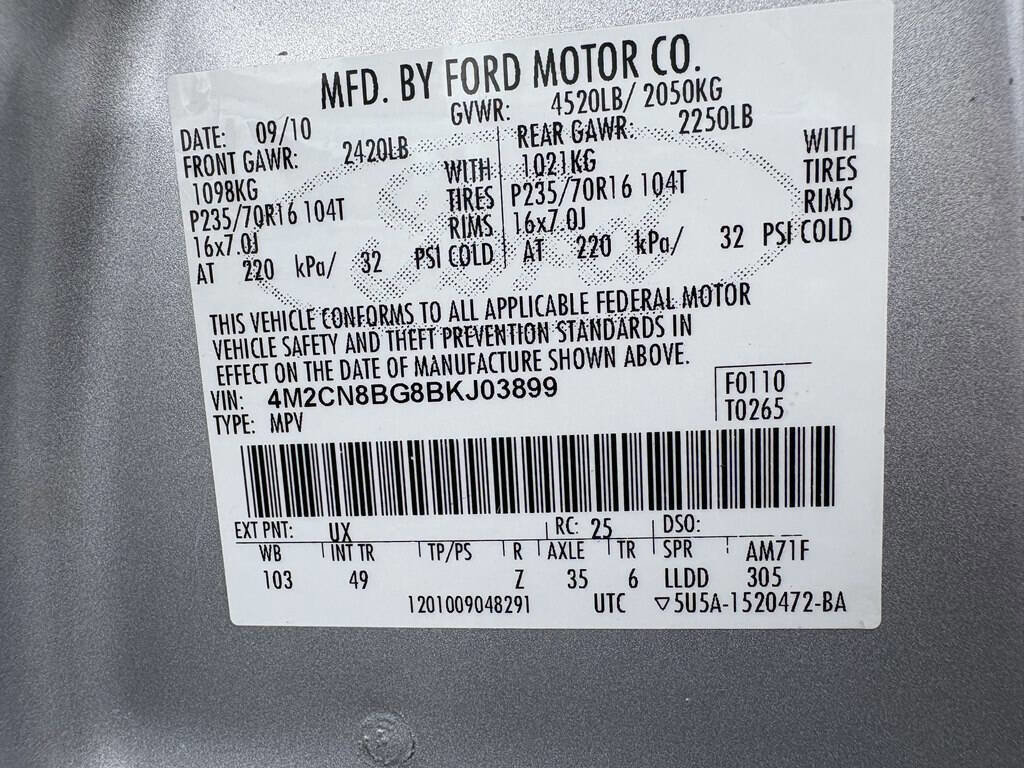 MFD. BY FORD MOTOR CO.
DATE: 09/10 GVWR: 4520LB/ 2050KG
FRONT GAWR: 2420LB
1098KG WITH
P235/70R16 104T TIRES
16x7.0J RIMS
AT 220 kPa/ 32 PSI COLD
REAR GAWR: 2250LB
1021KG WITH
P235/70R16 104T TIRES
16x7.0J RIMS
AT 220 kPa/ 32 PSI COLD
THIS VEHICLE CONFORMS TO ALL APPLICABLE FEDERAL MOTOR
VEHICLE SAFETY AND THEFT PREVENTION STANDARDS IN
EFFECT ON THE DATE OF MANUFACTURE SHOWN ABOVE.
VIN: 4M2CN8BG8BKJ03899
TYPE: MPV
F0110
T0265
EXT PNT: UX RC: 25 DSO:
WB INT TR TP/PS R AXLE TR SPR AM71F
103 49 Z 35 6 LLDD 305
1201009048291 UTC ▽5U5A-1520472-BA